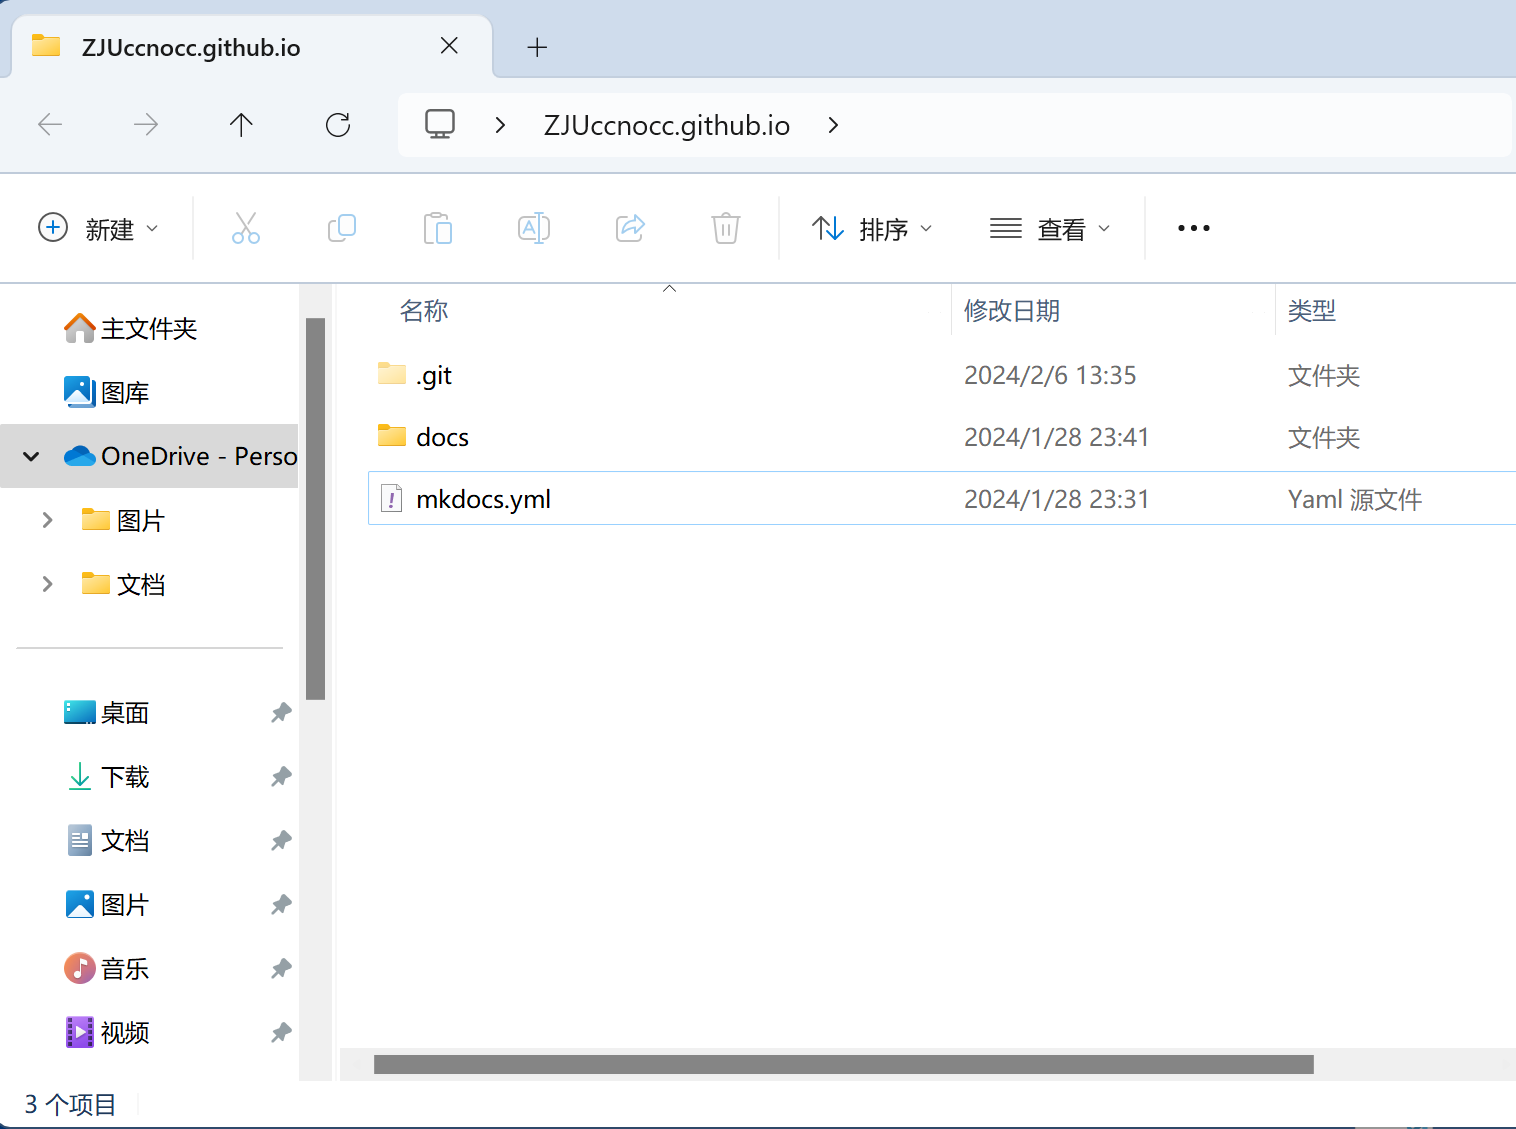 ZJUccnocc.github.io
ZJUccnocc.github.io
新建
排序
查看
名称
修改日期
类型
.git
2024/2/6 13:35
文件夹
docs
2024/1/28 23:41
文件夹
mkdocs.yml
2024/1/28 23:31
Yaml 源文件
主文件夹
图库
OneDrive - Perso
图片
文档
桌面
下载
文档
图片
音乐
视频
3 个项目